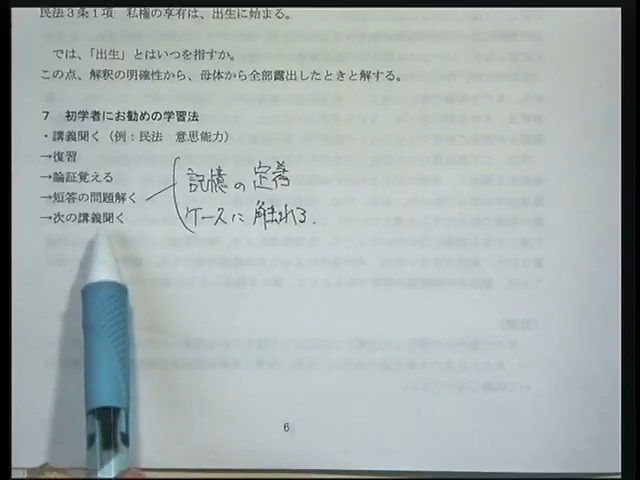 民法3条1項 私権の享有は、出生に始まる。
では、「出生」とはいつを指すか。
この点、解釈の明確性から、母体から全部露出したときと解する。
7 初学者にお勧めの学習法
・講義聞く（例：民法 意思能力）
→復習
→論証覚える
→短答の問題解く
→次の講義聞く
記憶の定着
ケースに触れる.
6